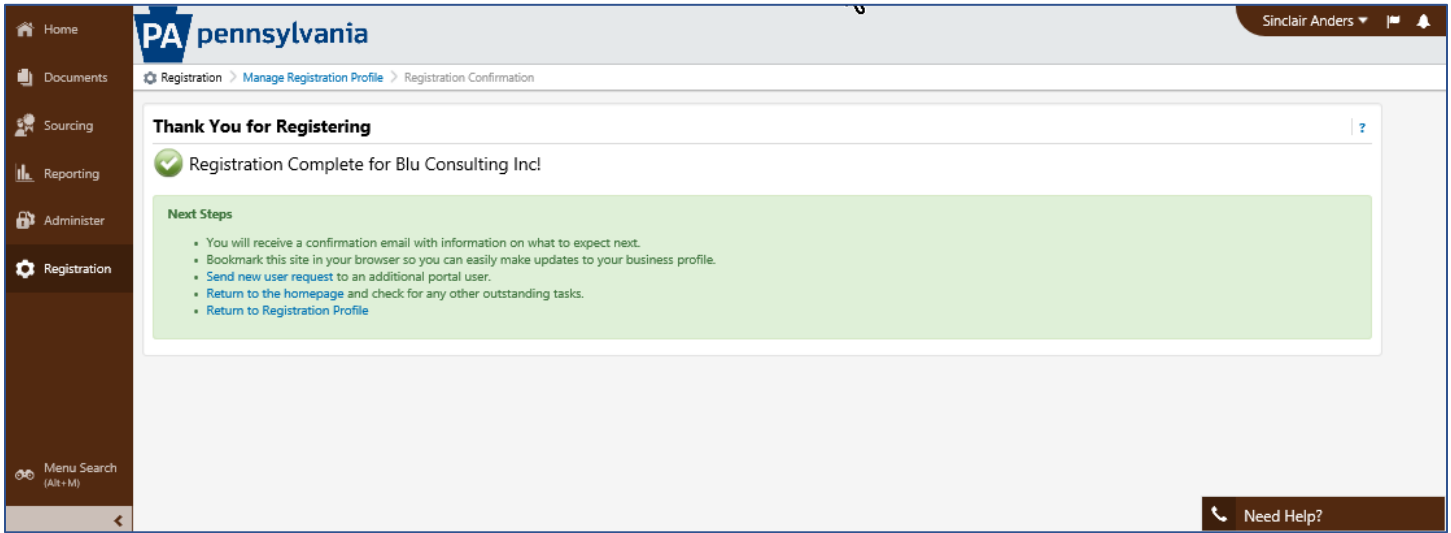 Home
Documents
Sourcing
Reporting
Administer
Registration
Menu Search
(Alt+M)
PA pennsylvania
Sinclair Anders
Registration > Manage Registration Profile > Registration Confirmation
Thank You for Registering
?
Registration Complete for Blu Consulting Inc!
Next Steps
• You will receive a confirmation email with information on what to expect next.
• Bookmark this site in your browser so you can easily make updates to your business profile.
• Send new user request to an additional portal user.
• Return to the homepage and check for any other outstanding tasks.
• Return to Registration Profile
Need Help?